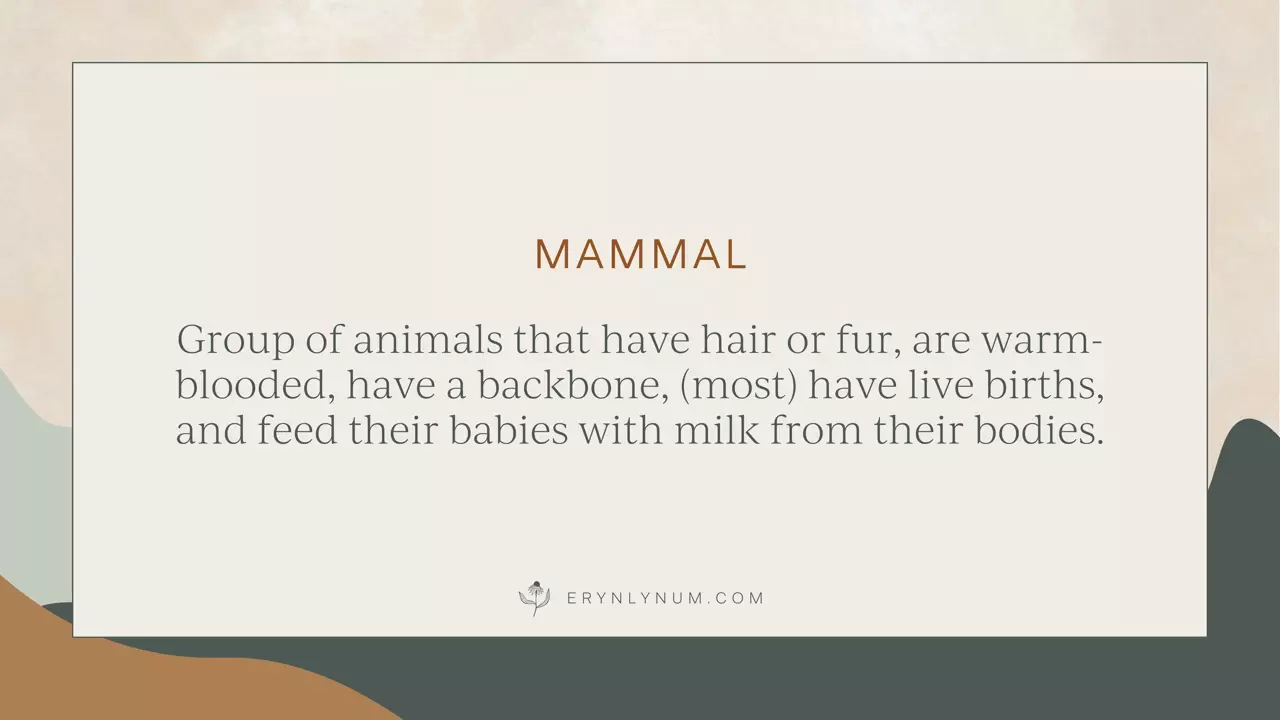 MAMMAL
Group of animals that have hair or fur, are warm-
blooded, have a backbone, (most) have live births,
and feed their babies with milk from their bodies.
ERYNLYNUM.COM